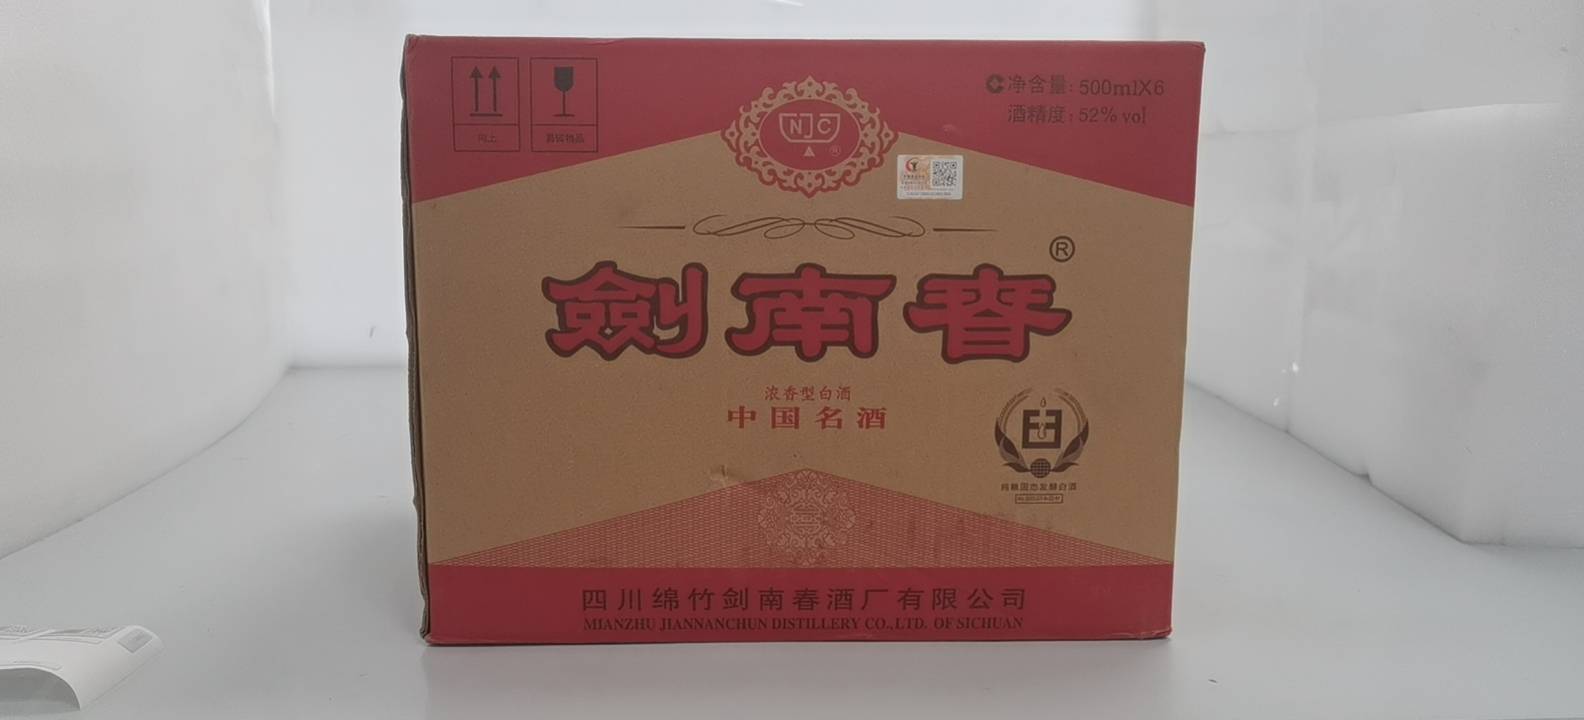 向上
易碎物品
净含量: 500mlX6
酒精度: 52% vol
NJC
®
®
劍南春
浓香型白酒
中国名酒
纯粮固态发酵白酒
四川绵竹剑南春酒厂有限公司
MIANZHU JIANNANCHUN DISTILLERY CO.,LTD. OF SICHUAN